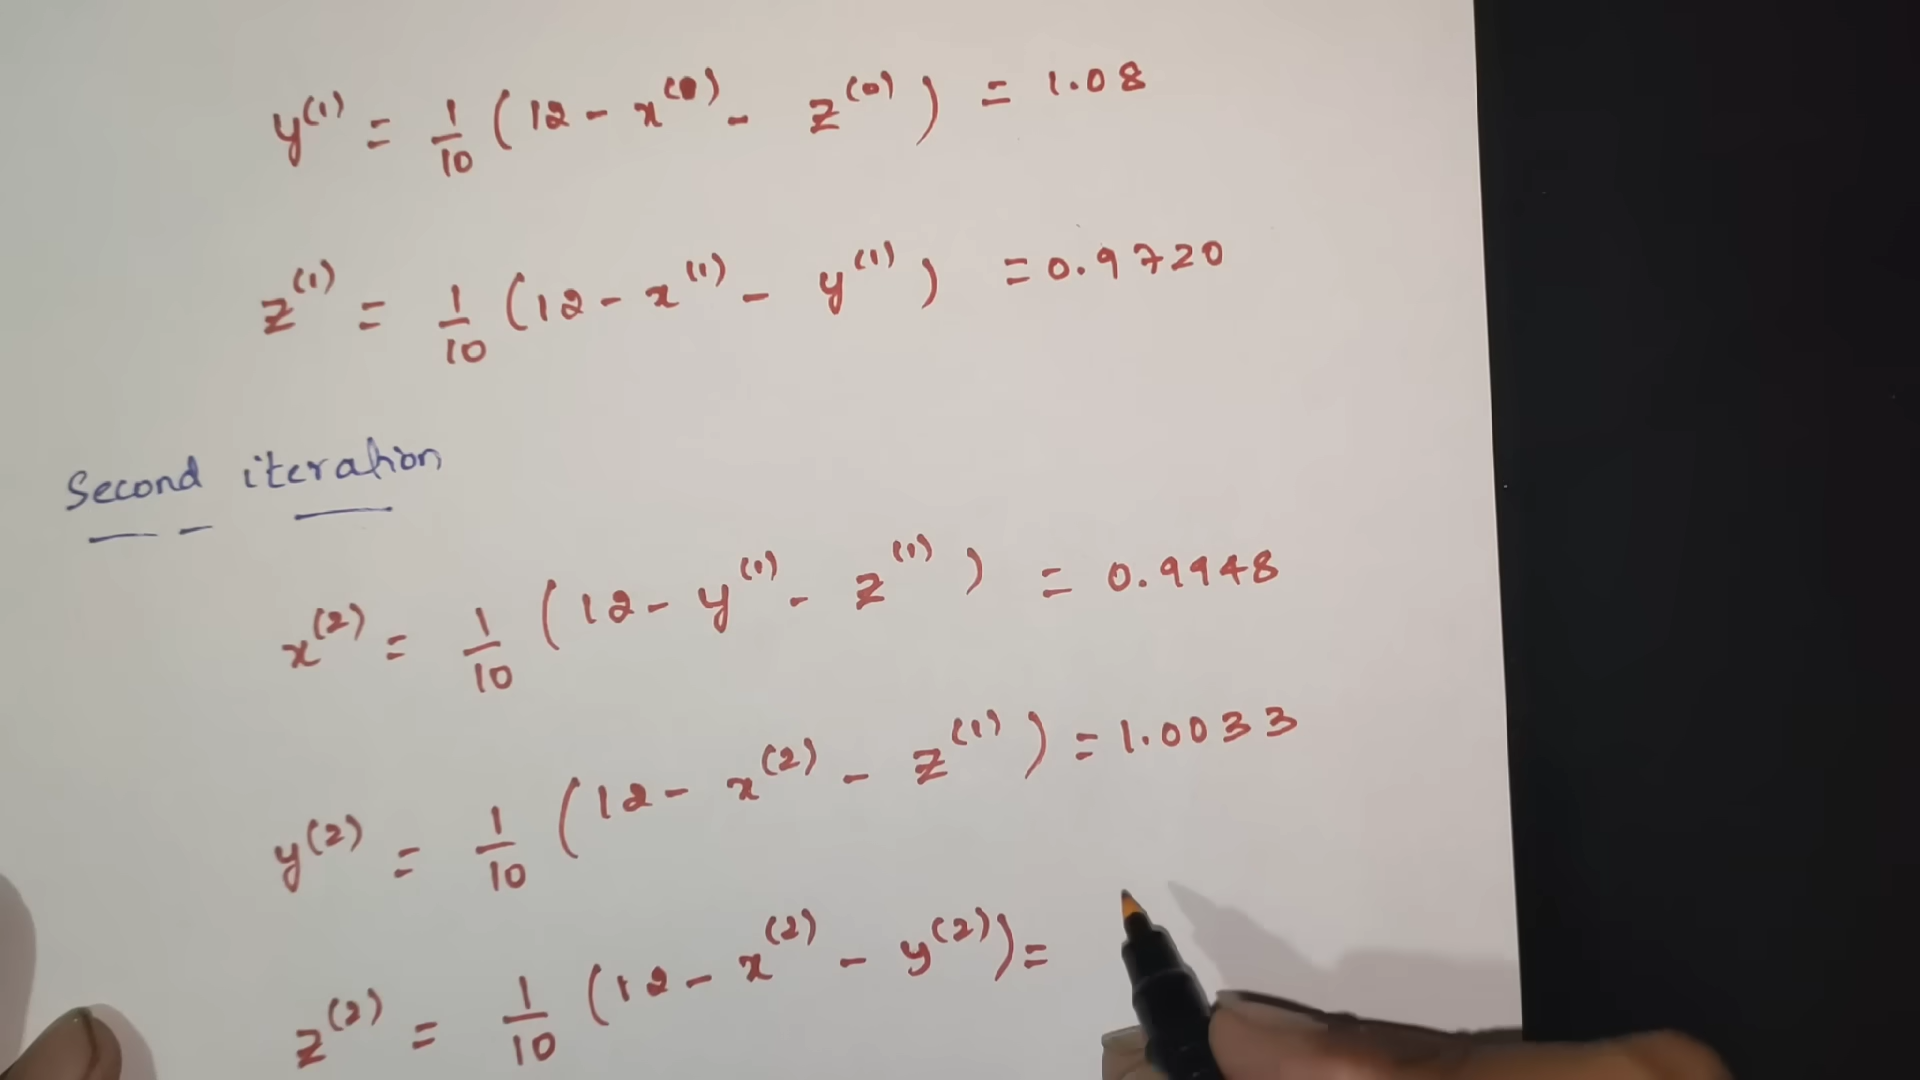 y⁽¹⁾ = 1/10 (12 - x⁽⁰⁾ - z⁽⁰⁾) = 1.08
z⁽¹⁾ = 1/10 (12 - x⁽¹⁾ - y⁽¹⁾) = 0.9720
Second iteration
x⁽²⁾ = 1/10 (12 - y⁽¹⁾ - z⁽¹⁾) = 0.9948
y⁽²⁾ = 1/10 (12 - x⁽²⁾ - z⁽¹⁾) = 1.0033
z⁽²⁾ = 1/10 (12 - x⁽²⁾ - y⁽²⁾) =